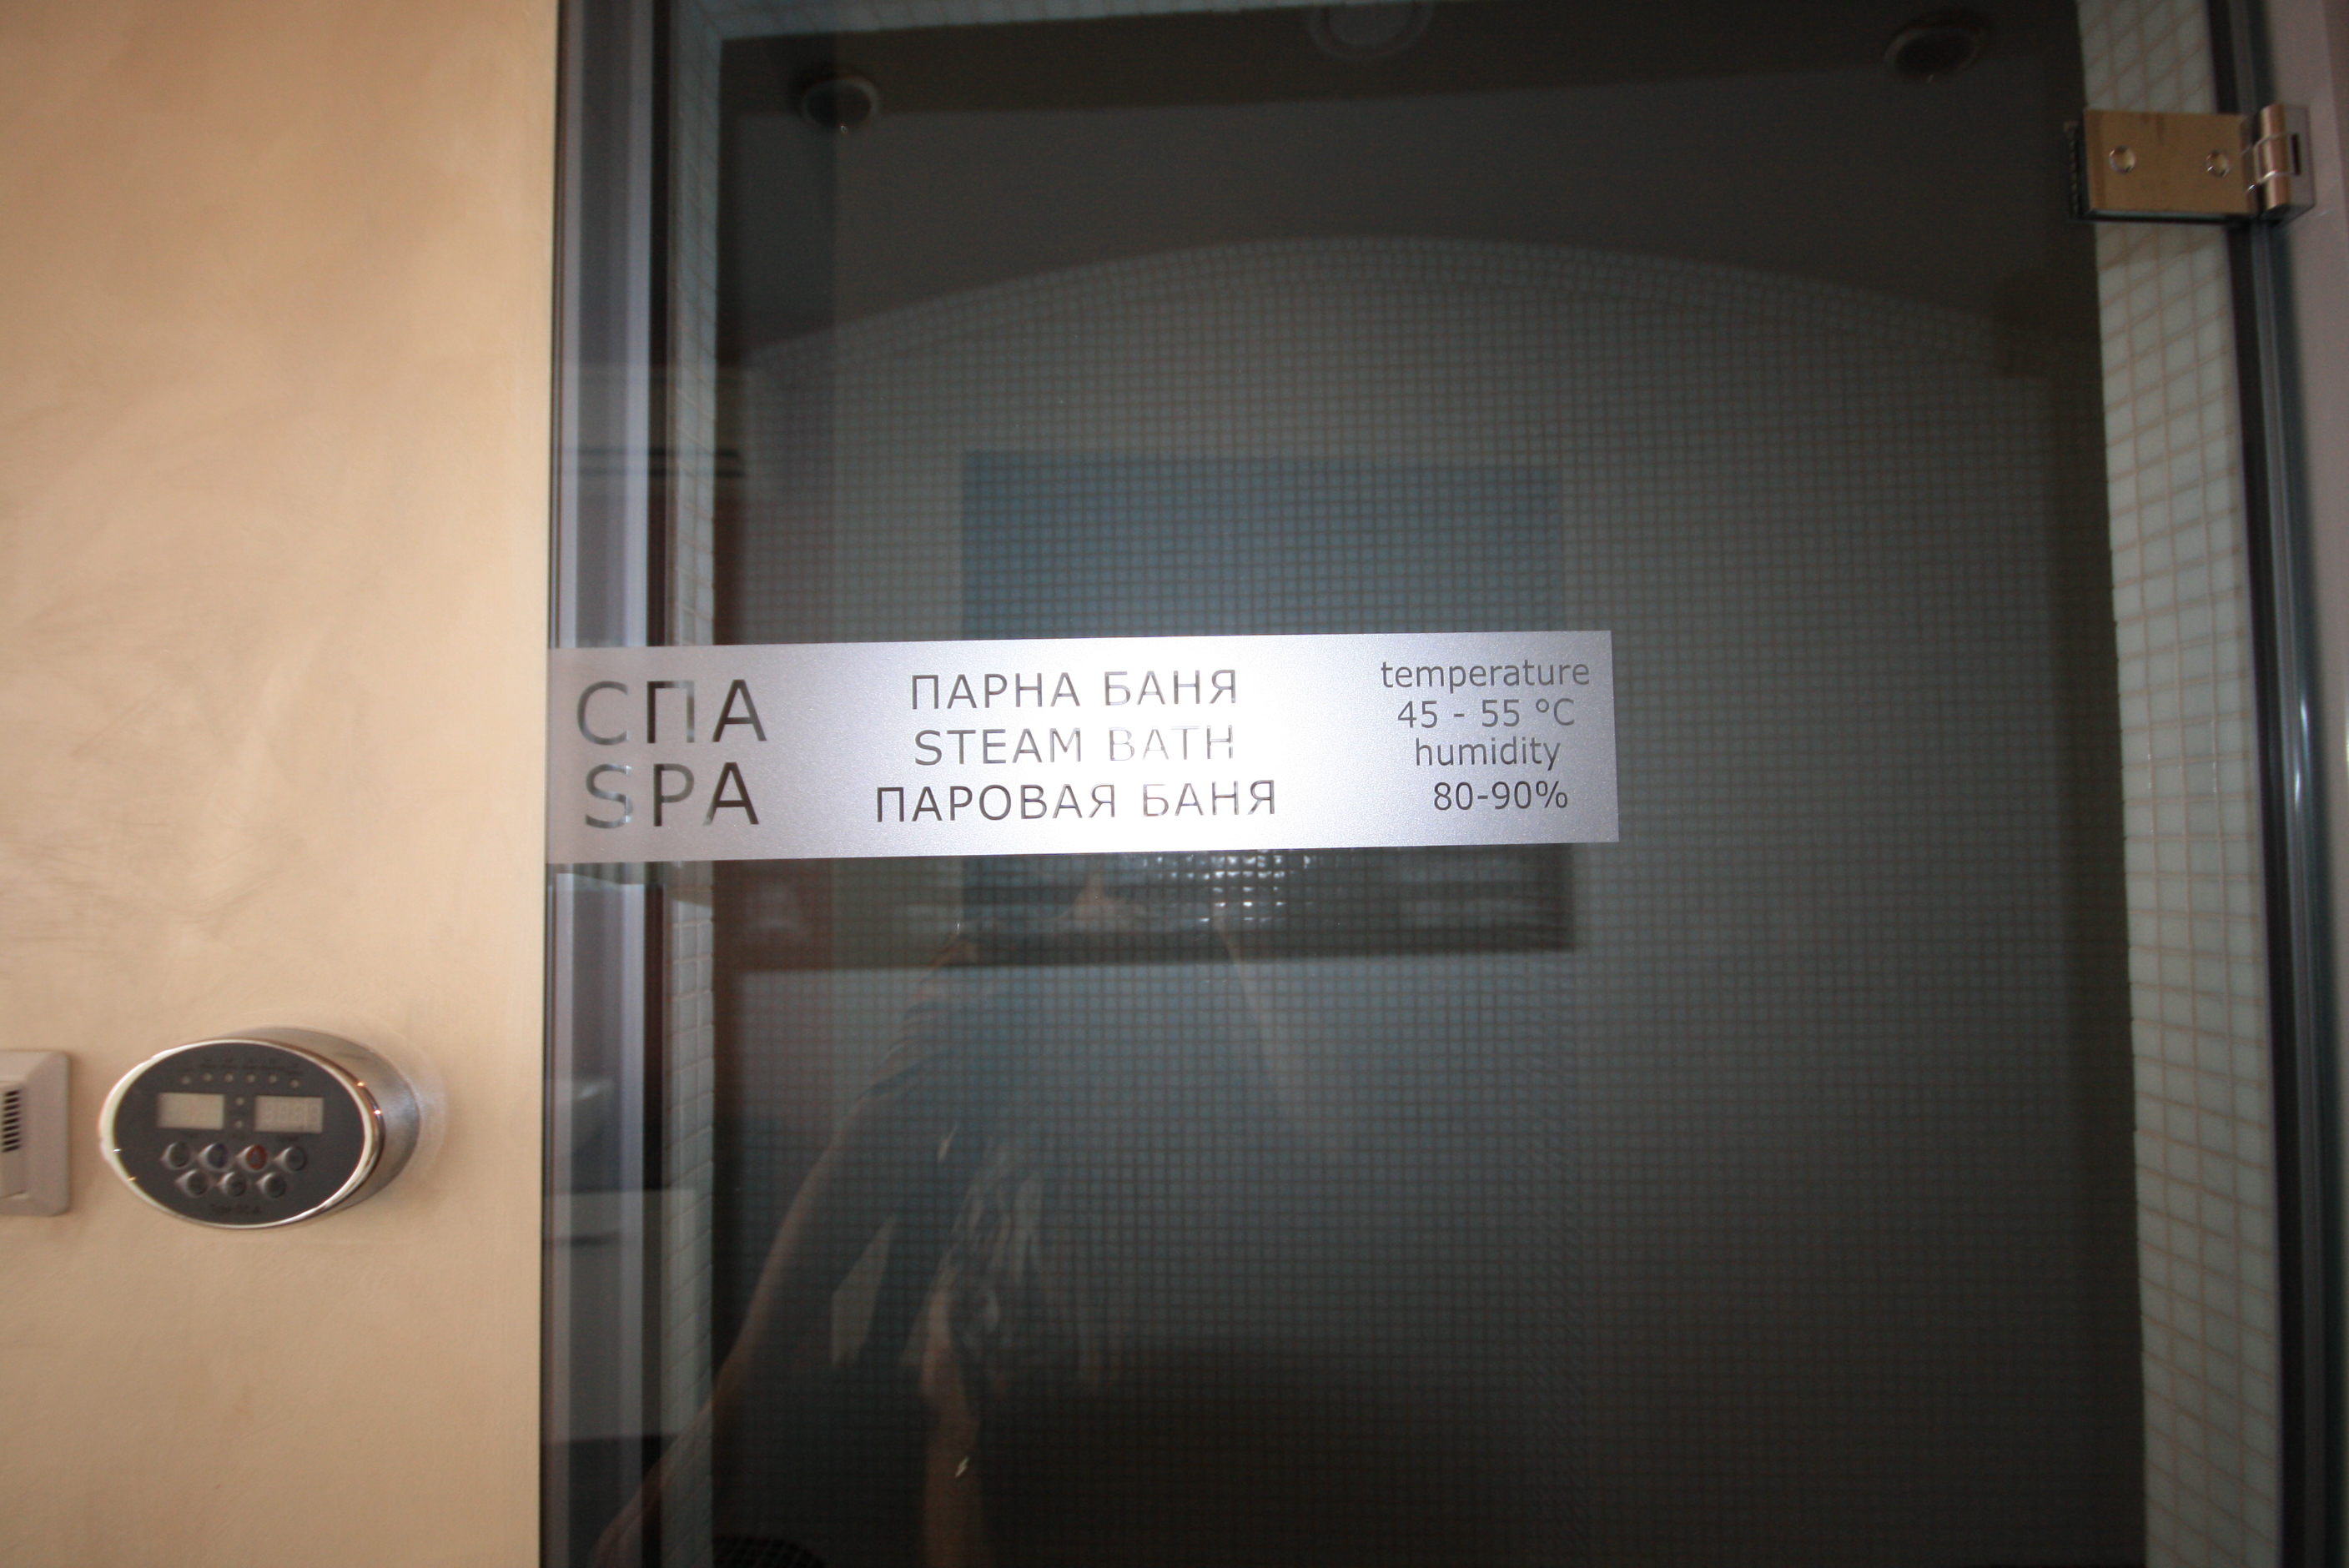 СПА
SPA
ПАРНА БАНЯ
STEAM BATH
ПАРОВАЯ БАНЯ
temperature
45 - 55 °C
humidity
80-90%